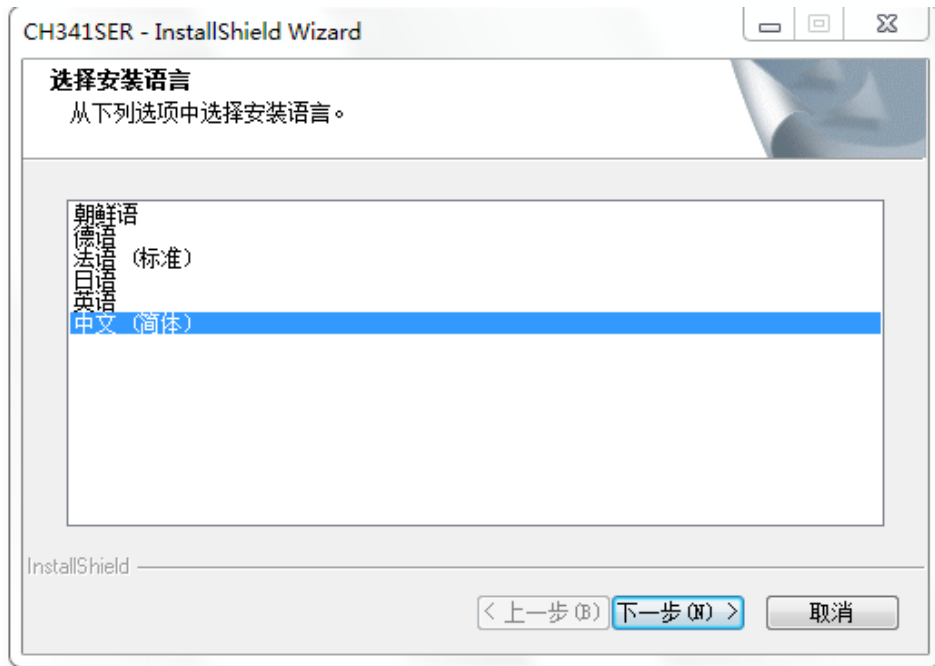 CH341SER - InstallShield Wizard
选择安装语言
从下列选项中选择安装语言。
朝鲜语
德语
法语 (标准)
日语
英语
中文 (简体)
InstallShield
< 上一步(B) 下一步(N) > 取消